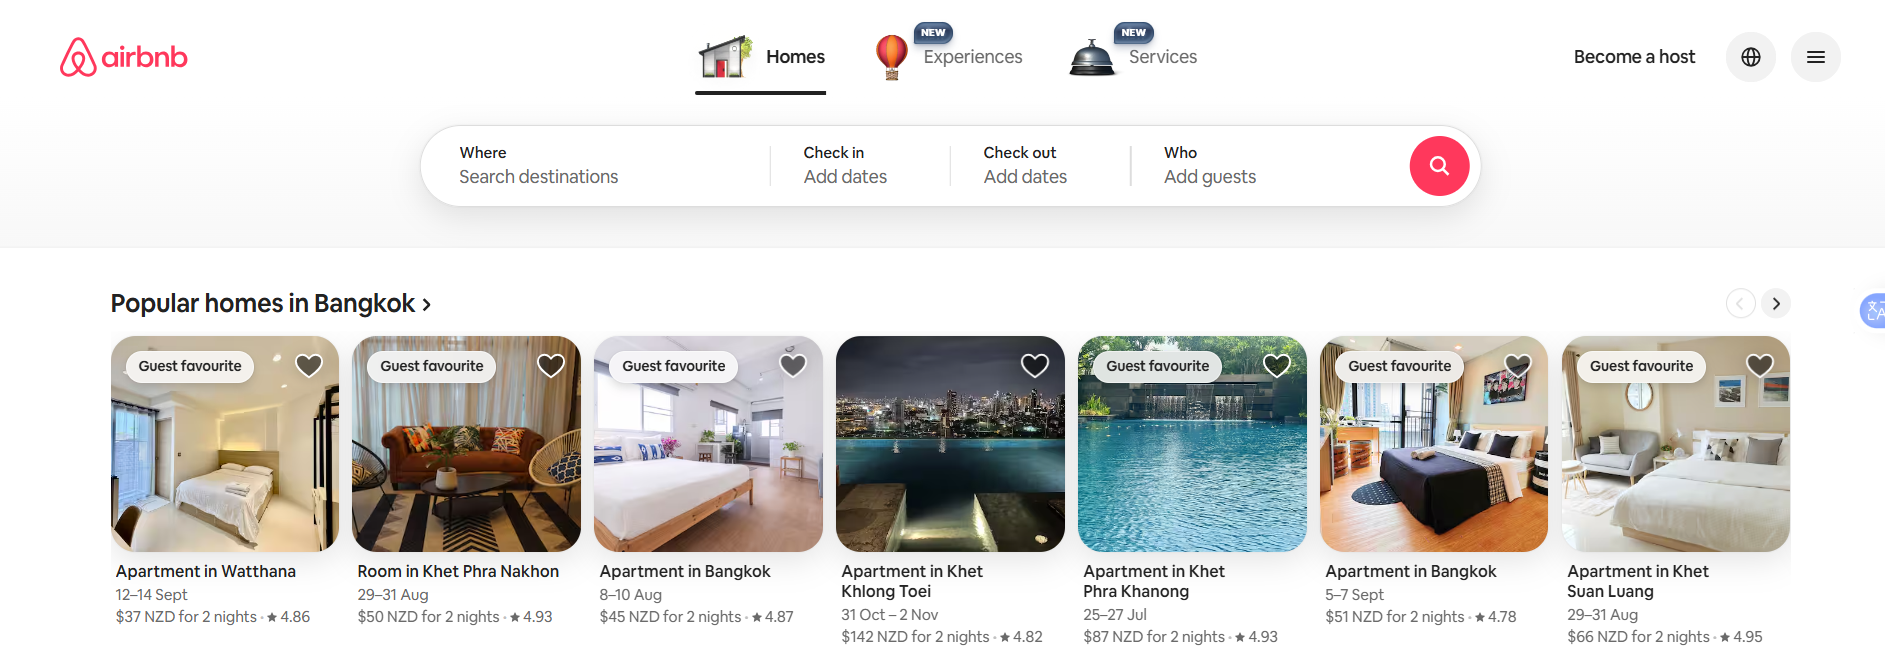 airbnb
Homes
NEW
Experiences
NEW
Services
Become a host
Where
Search destinations
Check in
Add dates
Check out
Add dates
Who
Add guests
Popular homes in Bangkok
Guest favourite
Apartment in Watthana
12–14 Sept
$37 NZD for 2 nights · ★ 4.86
Guest favourite
Room in Khet Phra Nakhon
29–31 Aug
$50 NZD for 2 nights · ★ 4.93
Guest favourite
Apartment in Bangkok
8–10 Aug
$45 NZD for 2 nights · ★ 4.87
Apartment in Khet
Khlong Toei
31 Oct – 2 Nov
$142 NZD for 2 nights · ★ 4.82
Guest favourite
Apartment in Khet
Phra Khanong
25–27 Jul
$87 NZD for 2 nights · ★ 4.93
Guest favourite
Apartment in Bangkok
5–7 Sept
$51 NZD for 2 nights · ★ 4.78
Guest favourite
Apartment in Khet
Suan Luang
29–31 Aug
$66 NZD for 2 nights · ★ 4.95